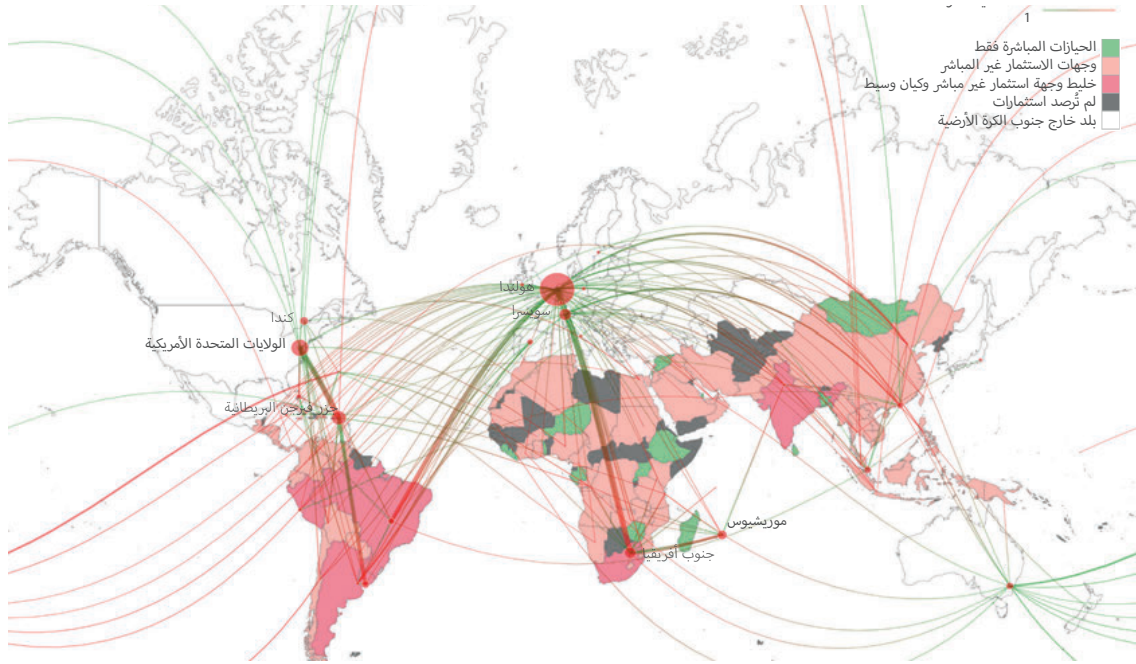 1
الحيازات المباشرة فقط
وجهات الاستثمار غير المباشر
خليط وجهة استثمار غير مباشر وكيان وسيط
لم تُرصد استثمارات
بلد خارج جنوب الكرة الأرضية
هولندا
سويسرا
كندا
الولايات المتحدة الأمريكية
جزر فيرجن البريطانية
موريشيوس
جنوب أفريقيا